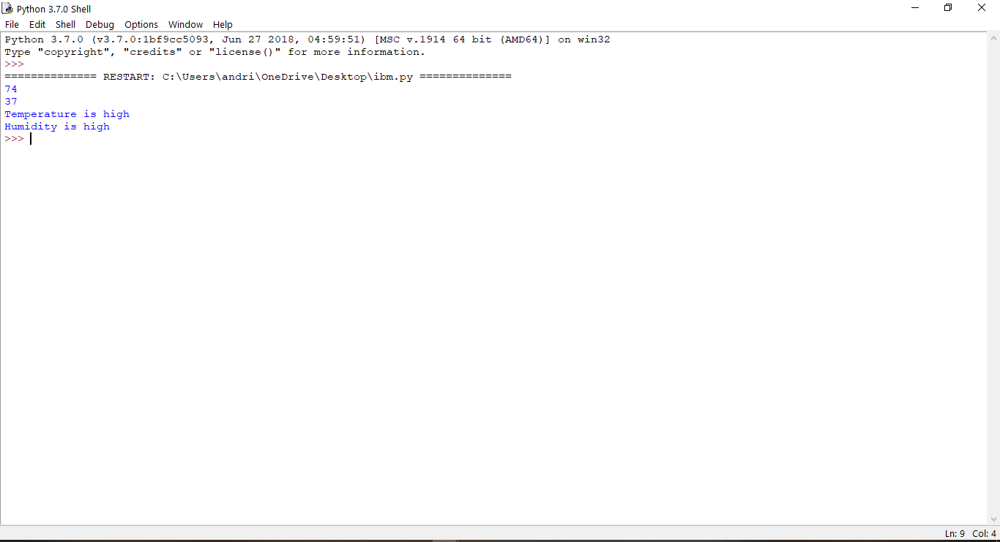 Python 3.7.0 Shell
File Edit Shell Debug Options Window Help
Python 3.7.0 (v3.7.0:1bf9cc5093, Jun 27 2018, 04:59:51) [MSC v.1914 64 bit (AMD64)] on win32
Type "copyright", "credits" or "license()" for more information.
>>>
============== RESTART: C:\Users\andri\OneDrive\Desktop\ibm.py ==============
74
37
Temperature is high
Humidity is high
>>>
Ln: 9 Col: 4